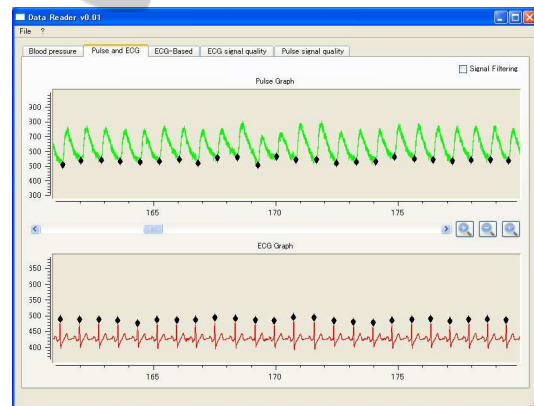 Data Reader v0.01
File ?
Blood pressure Pulse and ECG ECG-Based ECG signal quality Pulse signal quality
Signal Filtering
Pulse Graph
900
800
700
600
500
400
300
165 170 175
ECG Graph
650
600
550
500
450
400
165 170 175